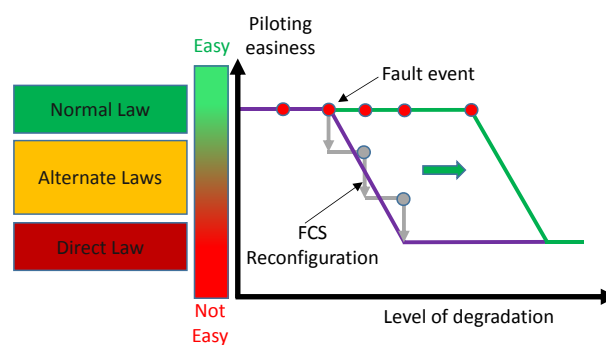 Piloting
easiness
Easy
Fault event
Normal Law
Alternate Laws
Direct Law
FCS
Reconfiguration
Not
Easy
Level of degradation